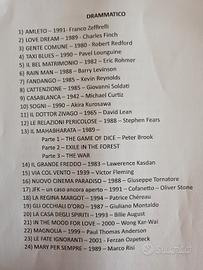 DRAMMATICO
1) AMLETO – 1991- Franco Zeffirelli
2) LOVE DREAM – 1989 - Charles Finch
3) GENTE COMUNE – 1980 - Robert Redford
4) TAXI BLUES – 1990 – Pavel Lounguine
5) IL BEL MATRIMONIO – 1982, Eric Rohmer
6) RAIN MAN – 1988 – Barry Levinson
7) FANDANGO – 1985 – Kevin Reynolds
8) L'ATTENZIONE – 1985 – Giovanni Soldati
9) CASABLANCA – 1942 – Michael Curtiz
10) SOGNI – 1990 – Akira Kurosawa
11) IL DOTTOR ZIVAGO – 1965 – David Lean
12) LE RELAZIONI PERICOLOSE – 1988 – Stephen Fears
13) IL MAHABHARATA – 1989 –
Parte 1 – THE GAME OF DICE – Peter Brook
Parte 2 – EXILE IN THE FOREST
Parte 3 – THE WAR
14) IL GRANDE FREDDO – 1983 – Lawerence Kasdan
15) VIA COL VENTO – 1939 – Victor Fleming
16) NUOVO CINEMA PARADISO – 1988 – Giuseppe Tornatore
17) JFK – un caso ancora aperto – 1991 – Cofanetto – Oliver Stone
18) LA REGINA MARGOT – 1994 – Patrice Chéreau
19) GLI OCCHIALI D'ORO – 1987 – Giuliano Montaldo
20) LA CASA DEGLI SPIRITI – 1993 – Billie August
21) IN THE MOOD FOR LOVE – 2000 – Wong Kar Wai
22) MAGNOLIA – 1999 – Paul Thomas Anderson
23) LE FATE IGNORANTI – 2001 - Ferzan Ozpeteck
24) MARY PER SEMPRE – 1989 – Marco Risi